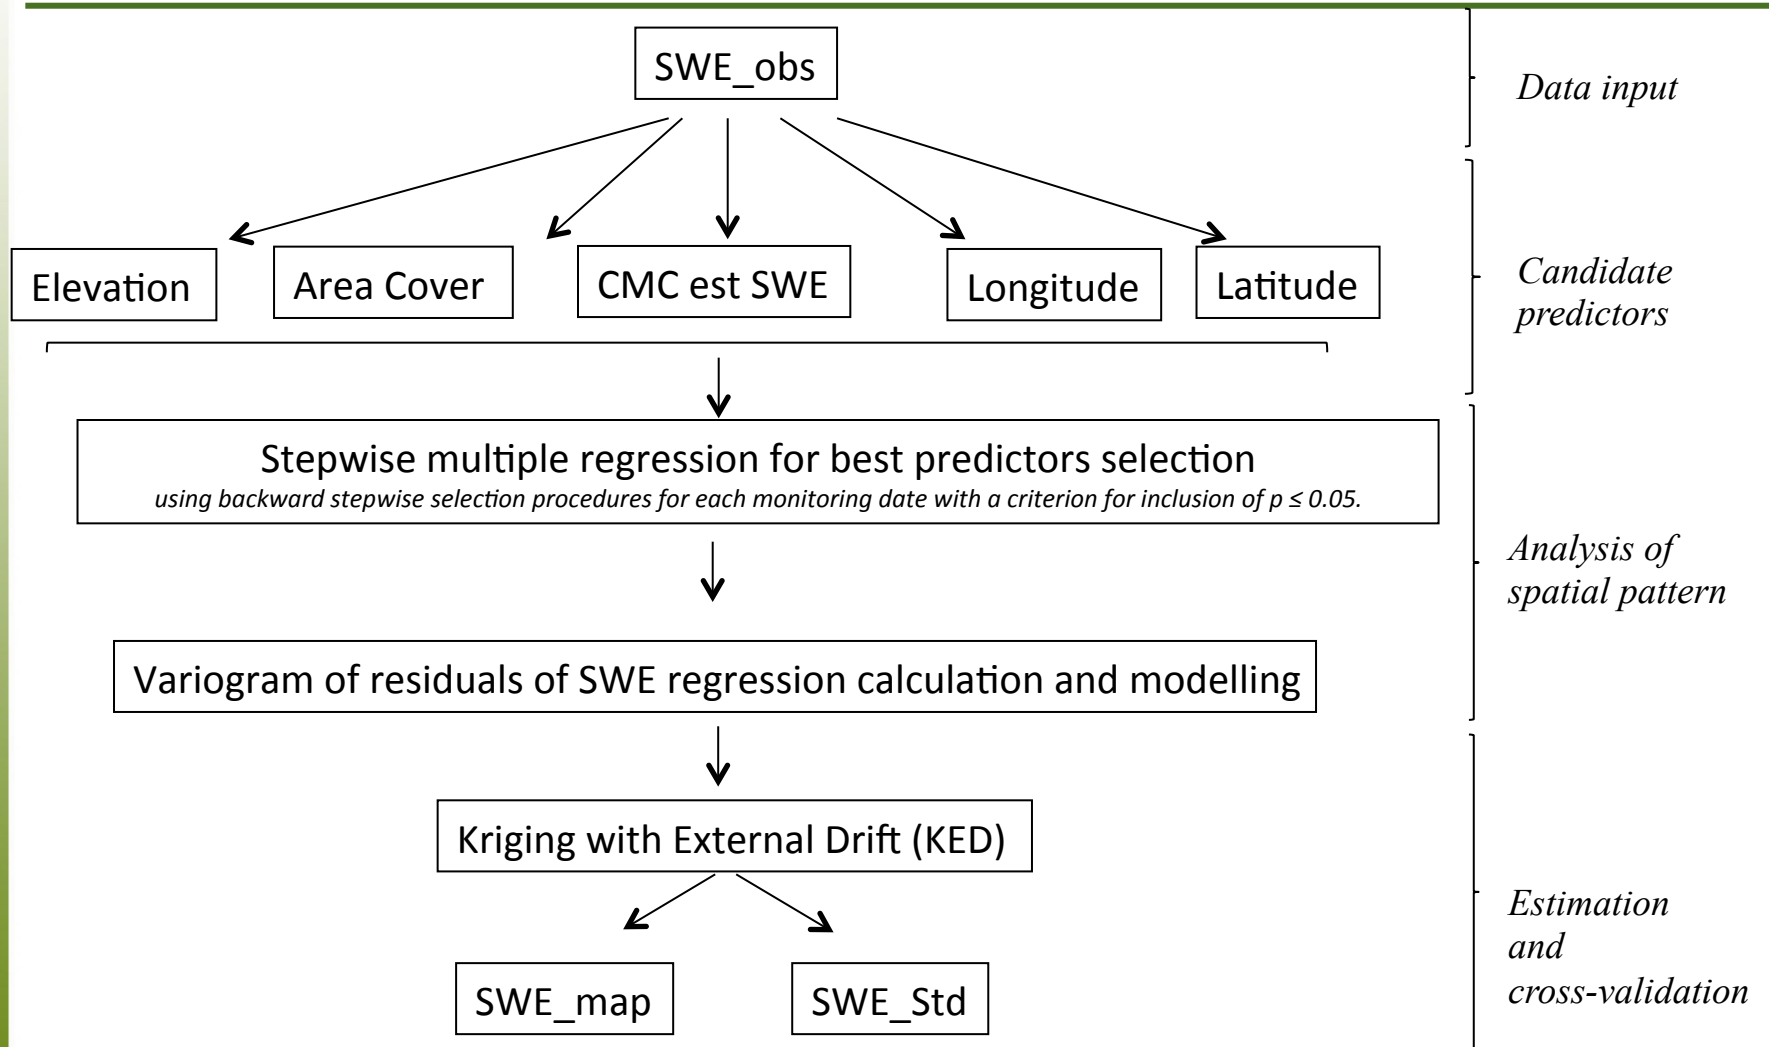 SWE_obs
Data input
Elevation
Area Cover
CMC est SWE
Longitude
Latitude
Candidate
predictors
Stepwise multiple regression for best predictors selection
using backward stepwise selection procedures for each monitoring date with a criterion for inclusion of p ≤ 0.05.
Analysis of
spatial pattern
Variogram of residuals of SWE regression calculation and modelling
Kriging with External Drift (KED)
Estimation
and
cross-validation
SWE_map
SWE_Std